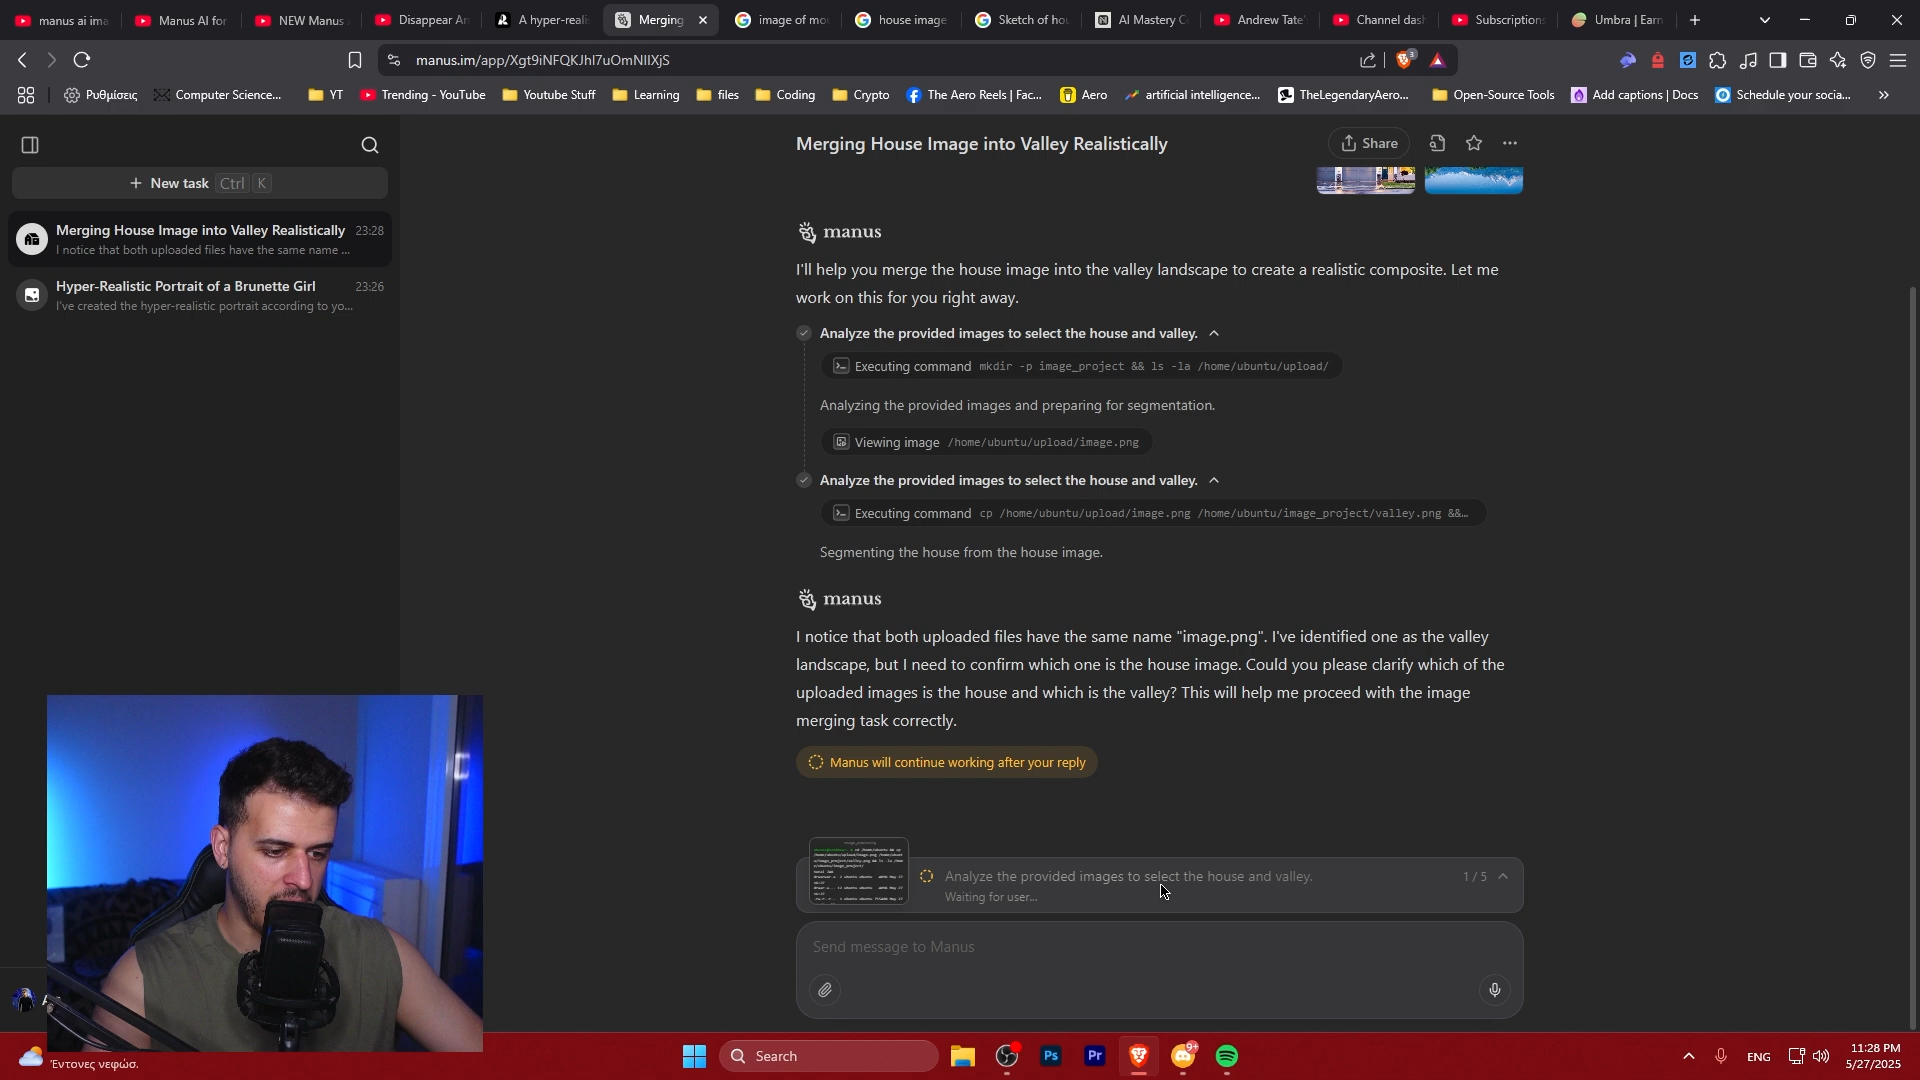 manus ai ima
Manus AI for
NEW Manus
Disappear An
A hyper-reali
Merging
image of mou
house image
Sketch of hou
AI Mastery C
Andrew Tate'
Channel dash
Subscriptions
Umbra | Earn
manus.im/app/Xgt9iNFQKJhl7uOmNIIXjS
3
Ρυθμίσεις
Computer Science...
YT
Trending - YouTube
Youtube Stuff
Learning
files
Coding
Crypto
The Aero Reels | Fac...
Aero
artificial intelligence...
TheLegendaryAero...
Open-Source Tools
Add captions | Docs
Schedule your socia...
New task Ctrl K
Merging House Image into Valley Realistically 23:28
I notice that both uploaded files have the same name ...
Hyper-Realistic Portrait of a Brunette Girl 23:26
I've created the hyper-realistic portrait according to yo...
Merging House Image into Valley Realistically
Share
manus
I'll help you merge the house image into the valley landscape to create a realistic composite. Let me
work on this for you right away.
Analyze the provided images to select the house and valley.
Executing command mkdir -p image_project && ls -la /home/ubuntu/upload/
Analyzing the provided images and preparing for segmentation.
Viewing image /home/ubuntu/upload/image.png
Analyze the provided images to select the house and valley.
Executing command cp /home/ubuntu/upload/image.png /home/ubuntu/image_project/valley.png &&…
Segmenting the house from the house image.
manus
I notice that both uploaded files have the same name "image.png". I've identified one as the valley
landscape, but I need to confirm which one is the house image. Could you please clarify which of the
uploaded images is the house and which is the valley? This will help me proceed with the image
merging task correctly.
Manus will continue working after your reply
Analyze the provided images to select the house and valley. 1 / 5
Waiting for user...
Send message to Manus
Έντονες νεφώσ.
Search
Ps
Pr
9+
ENG
11:28 PM
5/27/2025